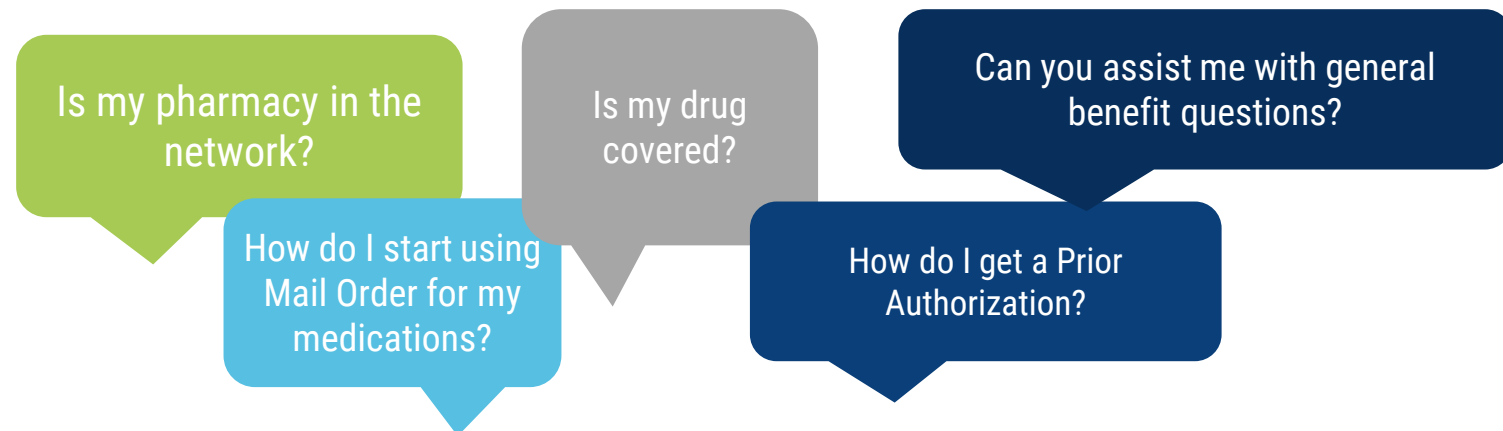 Is my pharmacy in the
network?
How do I start using
Mail Order for my
medications?
Is my drug
covered?
How do I get a Prior
Authorization?
Can you assist me with general
benefit questions?